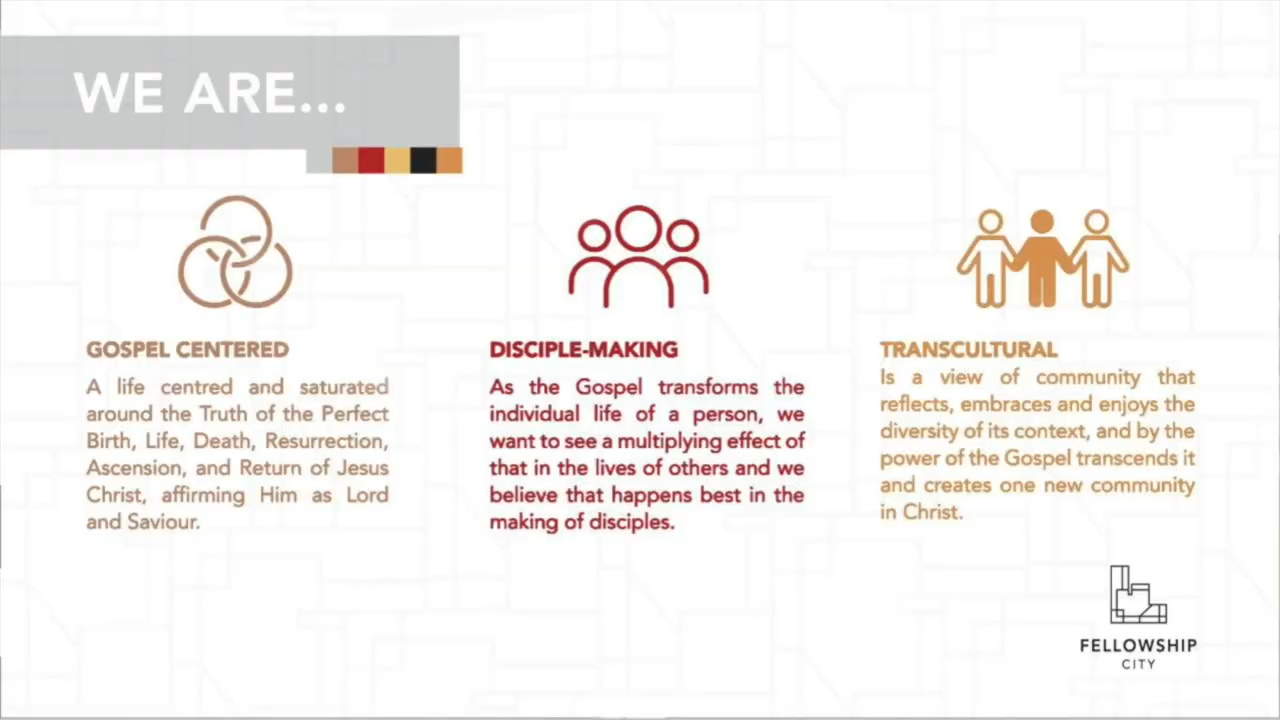 WE ARE...
GOSPEL CENTERED
A life centred and saturated
around the Truth of the Perfect
Birth, Life, Death, Resurrection,
Ascension, and Return of Jesus
Christ, affirming Him as Lord
and Saviour.
DISCIPLE-MAKING
As the Gospel transforms the
individual life of a person, we
want to see a multiplying effect of
that in the lives of others and we
believe that happens best in the
making of disciples.
TRANSCULTURAL
Is a view of community that
reflects, embraces and enjoys the
diversity of its context, and by the
power of the Gospel transcends it
and creates one new community
in Christ.
FELLOWSHIP
CITY